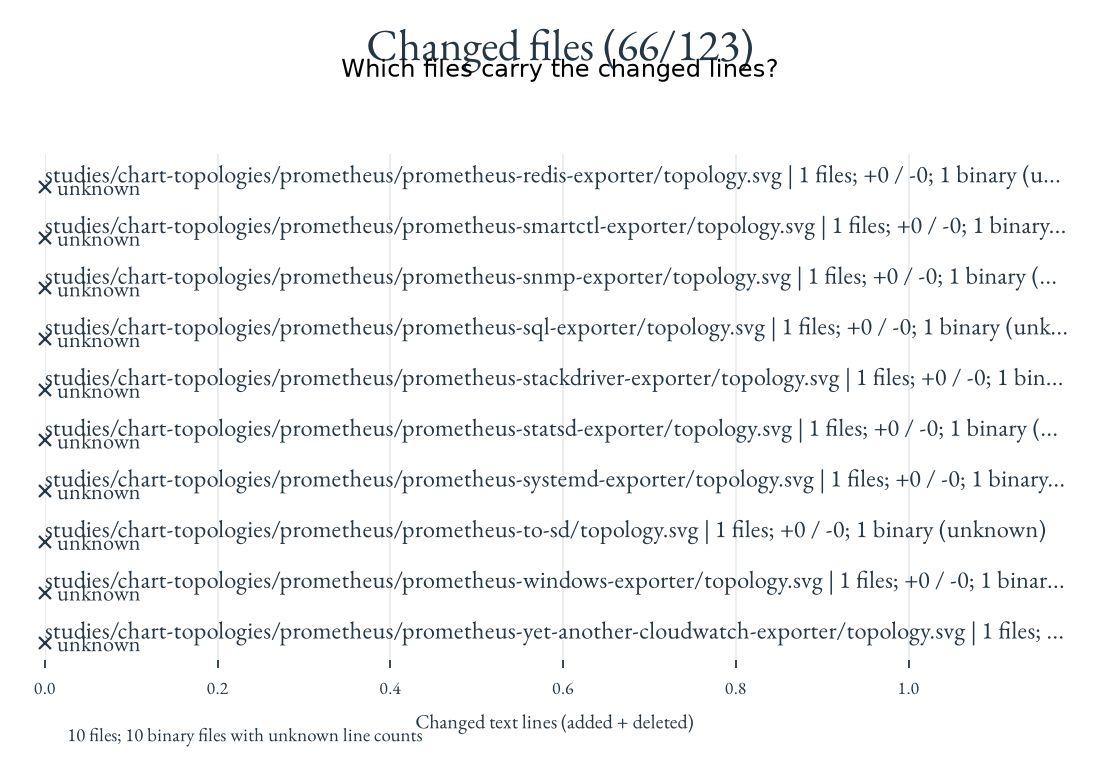 Changed files (66/123)
Which files carry the changed lines?
studies/chart-topologies/prometheus/prometheus-redis-exporter/topology.svg | 1 files; +0 / -0; 1 binary (u...
unknown
studies/chart-topologies/prometheus/prometheus-smartctl-exporter/topology.svg | 1 files; +0 / -0; 1 binary...
unknown
studies/chart-topologies/prometheus/prometheus-snmp-exporter/topology.svg | 1 files; +0 / -0; 1 binary (...
unknown
studies/chart-topologies/prometheus/prometheus-sql-exporter/topology.svg | 1 files; +0 / -0; 1 binary (unk...
unknown
studies/chart-topologies/prometheus/prometheus-stackdriver-exporter/topology.svg | 1 files; +0 / -0; 1 bin...
unknown
studies/chart-topologies/prometheus/prometheus-statsd-exporter/topology.svg | 1 files; +0 / -0; 1 binary (...
unknown
studies/chart-topologies/prometheus/prometheus-systemd-exporter/topology.svg | 1 files; +0 / -0; 1 binary...
unknown
studies/chart-topologies/prometheus/prometheus-to-sd/topology.svg | 1 files; +0 / -0; 1 binary (unknown)
unknown
studies/chart-topologies/prometheus/prometheus-windows-exporter/topology.svg | 1 files; +0 / -0; 1 binar...
unknown
studies/chart-topologies/prometheus/prometheus-yet-another-cloudwatch-exporter/topology.svg | 1 files; ...
unknown
0.0 0.2 0.4 0.6 0.8 1.0
Changed text lines (added + deleted)
10 files; 10 binary files with unknown line counts